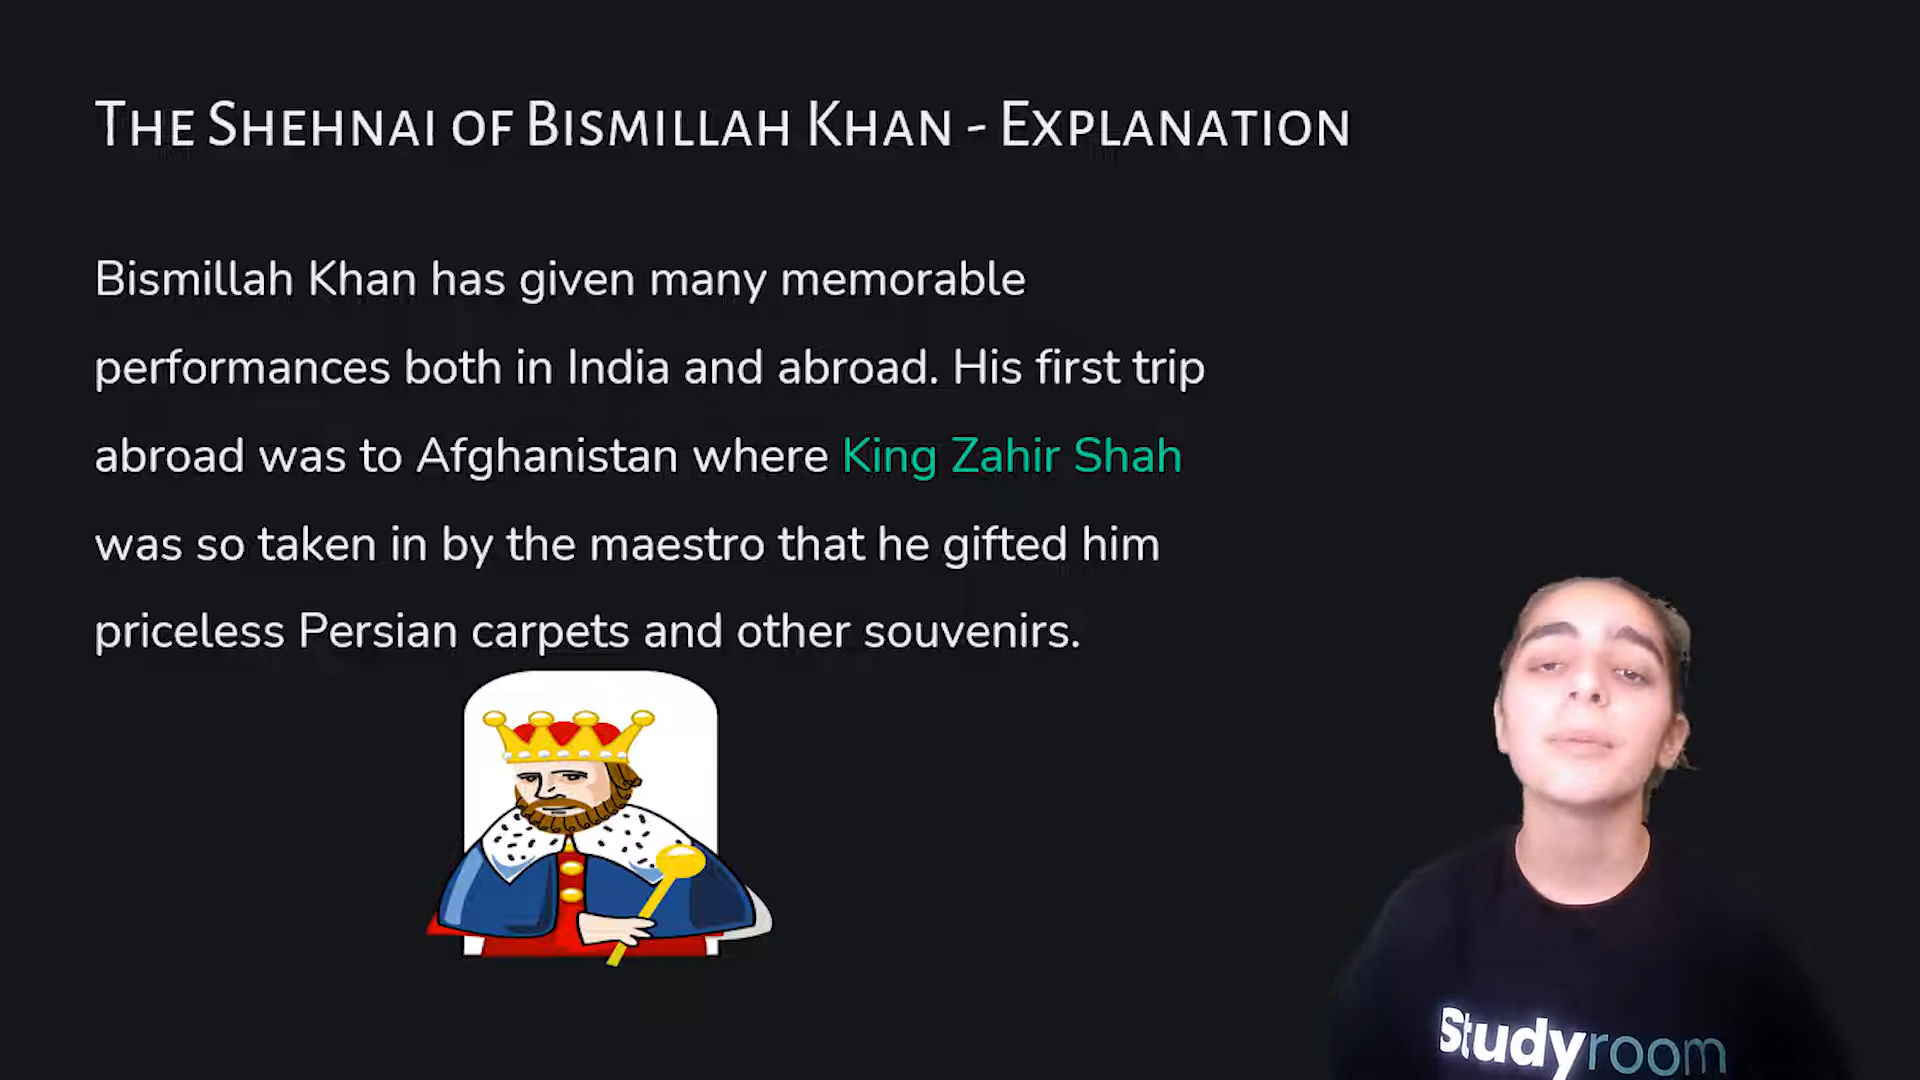 The Shehnai of Bismillah Khan - Explanation
Bismillah Khan has given many memorable
performances both in India and abroad. His first trip
abroad was to Afghanistan where King Zahir Shah
was so taken in by the maestro that he gifted him
priceless Persian carpets and other souvenirs.
Studyroom